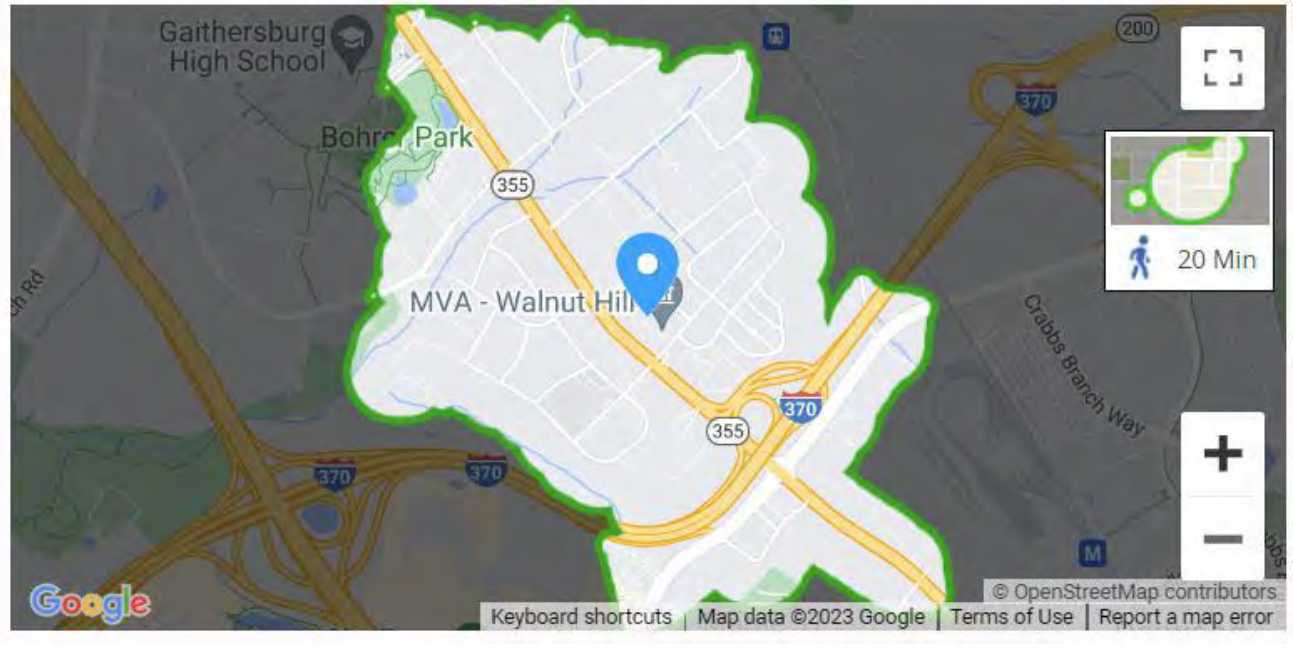 Gaithersburg
High School
200
370
Bohrer Park
355
20 Min
MVA - Walnut Hill
Crabbs Branch Way
370
355
370
370
M
Google
© OpenStreetMap contributors
Keyboard shortcuts
Map data ©2023 Google
Terms of Use
Report a map error